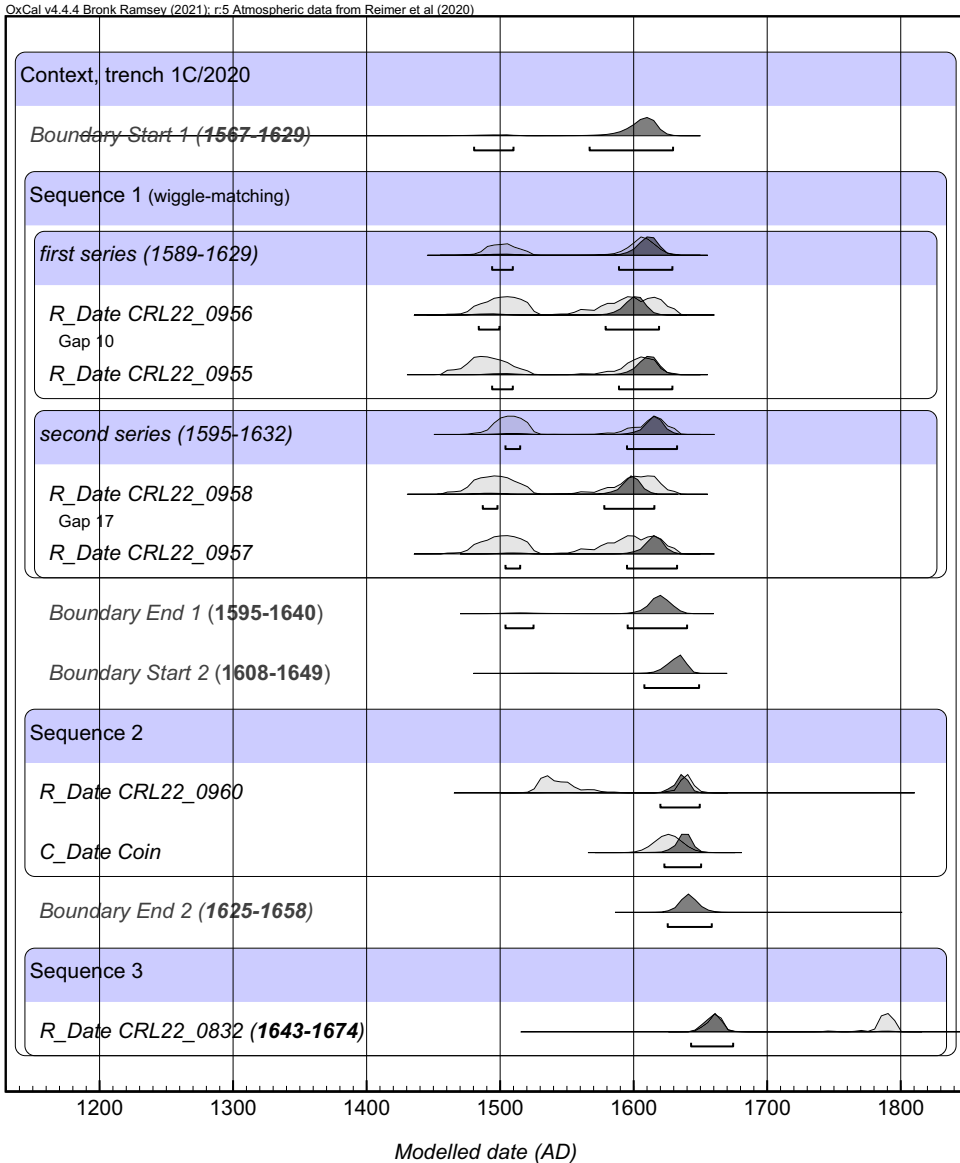 OxCal v4.4.4 Bronk Ramsey (2021); r:5 Atmospheric data from Reimer et al (2020)
Context, trench 1C/2020
Boundary Start 1 (1567-1629)
Sequence 1 (wiggle-matching)
first series (1589-1629)
R_Date CRL22_0956
Gap 10
R_Date CRL22_0955
second series (1595-1632)
R_Date CRL22_0958
Gap 17
R_Date CRL22_0957
Boundary End 1 (1595-1640)
Boundary Start 2 (1608-1649)
Sequence 2
R_Date CRL22_0960
C_Date Coin
Boundary End 2 (1625-1658)
Sequence 3
R_Date CRL22_0832 (1643-1674)
1200 1300 1400 1500 1600 1700 1800
Modelled date (AD)